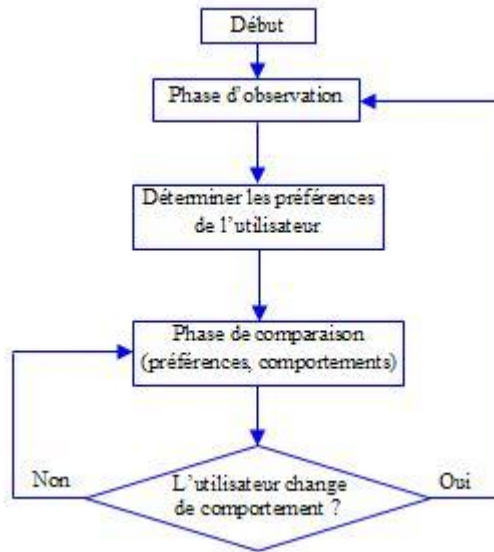 Début
Phase d'observation
Déterminer les préférences
de l'utilisateur
Phase de comparaison
(préférences, comportements)
Non
L'utilisateur change
de comportement ?
Oui